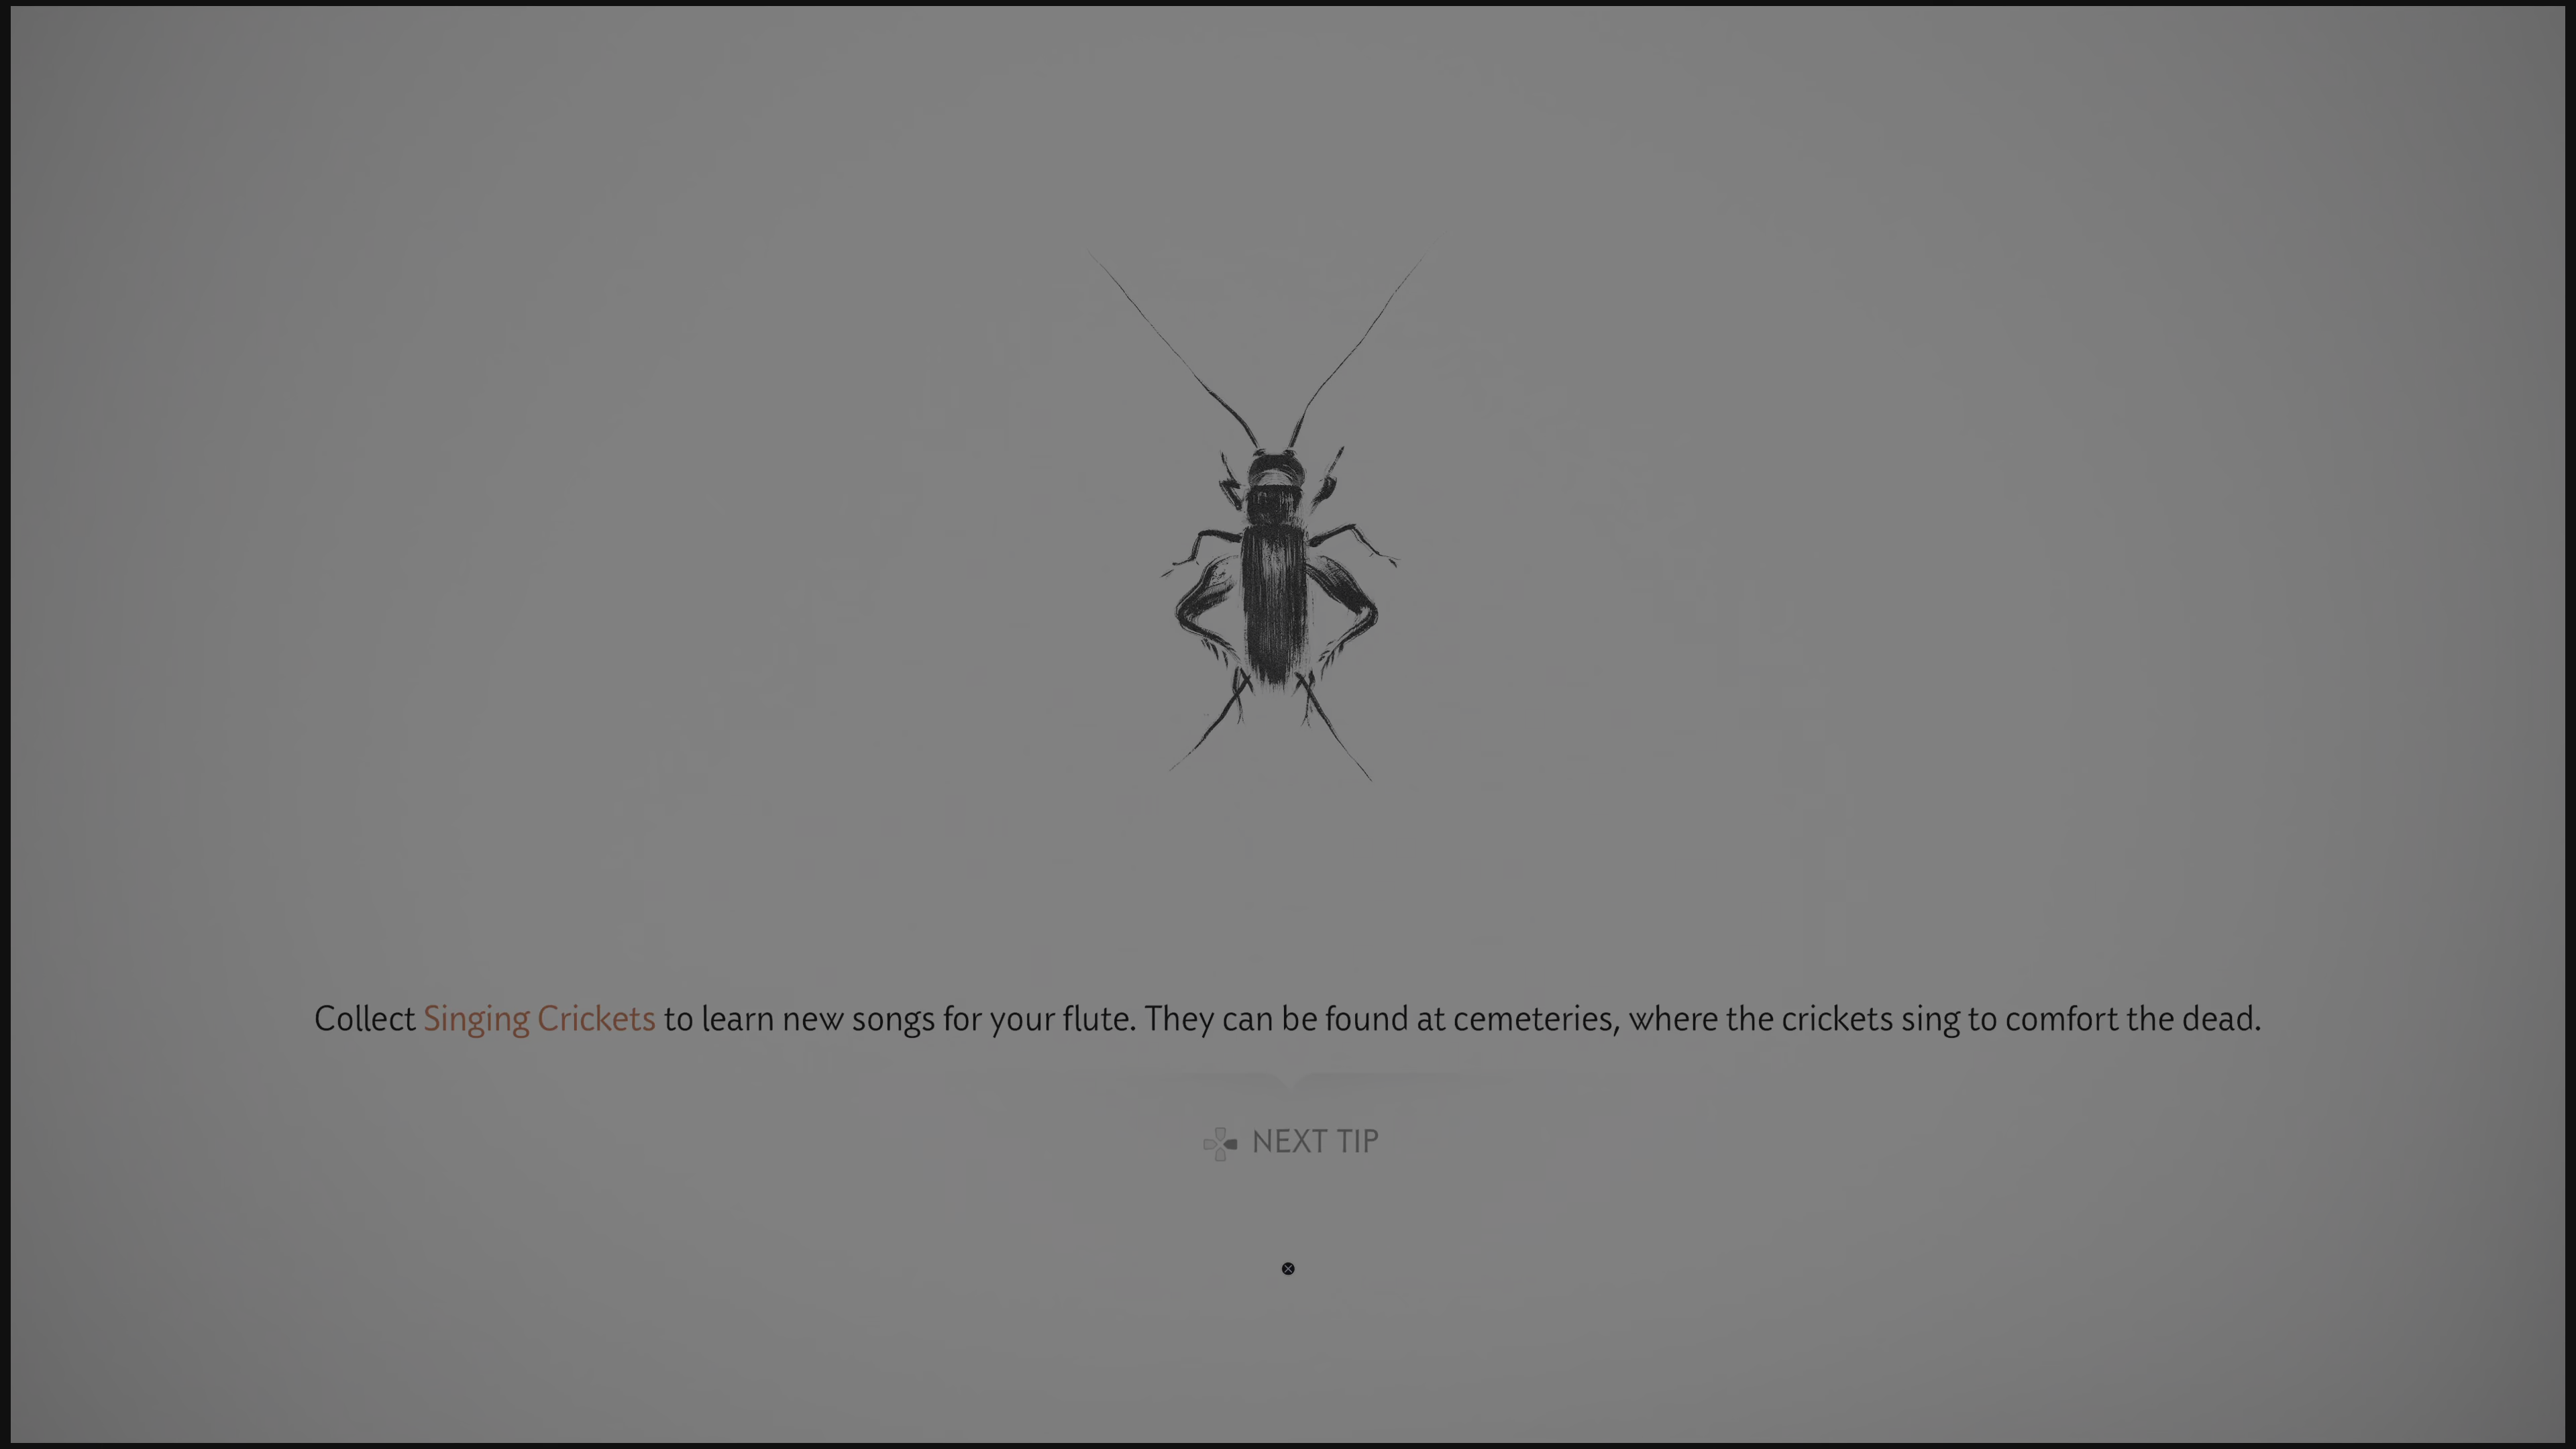 Collect Singing Crickets to learn new songs for your flute. They can be found at cemeteries, where the crickets sing to comfort the dead.
NEXT TIP